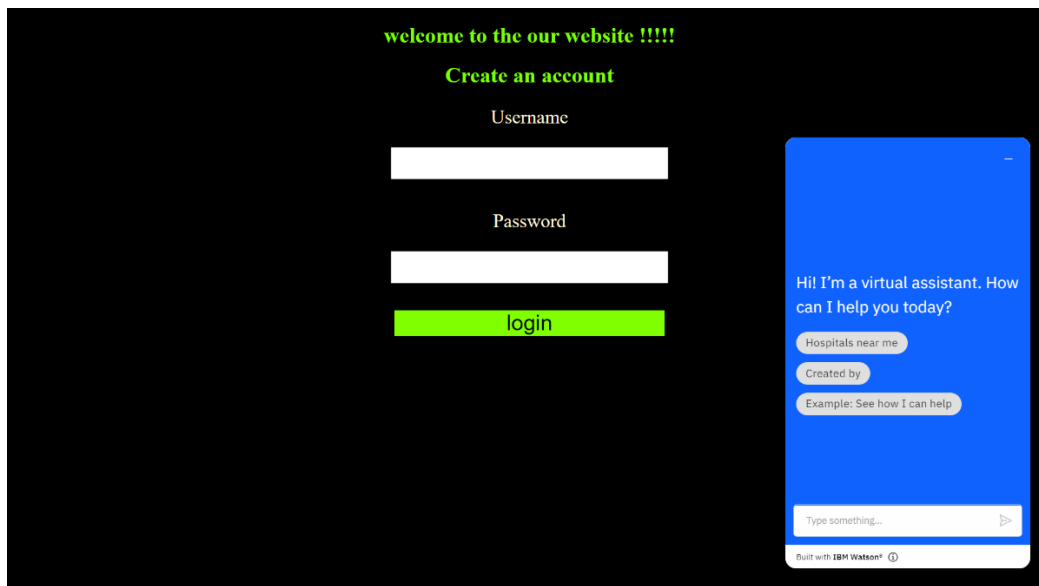 welcome to the our website !!!!!
Create an account
Username
Password
login
Hi! I'm a virtual assistant. How
can I help you today?
Hospitals near me
Created by
Example: See how I can help
Type something...
Built with IBM Watson®